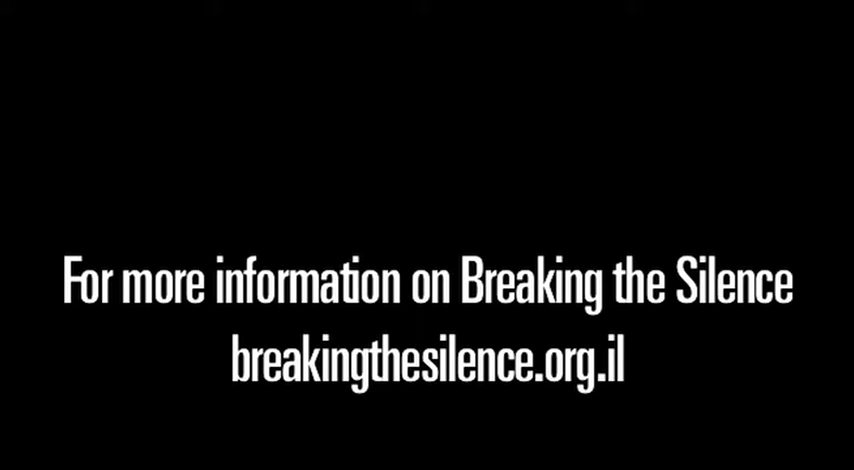 For more information on Breaking the Silence
breakingthesilence.org.il